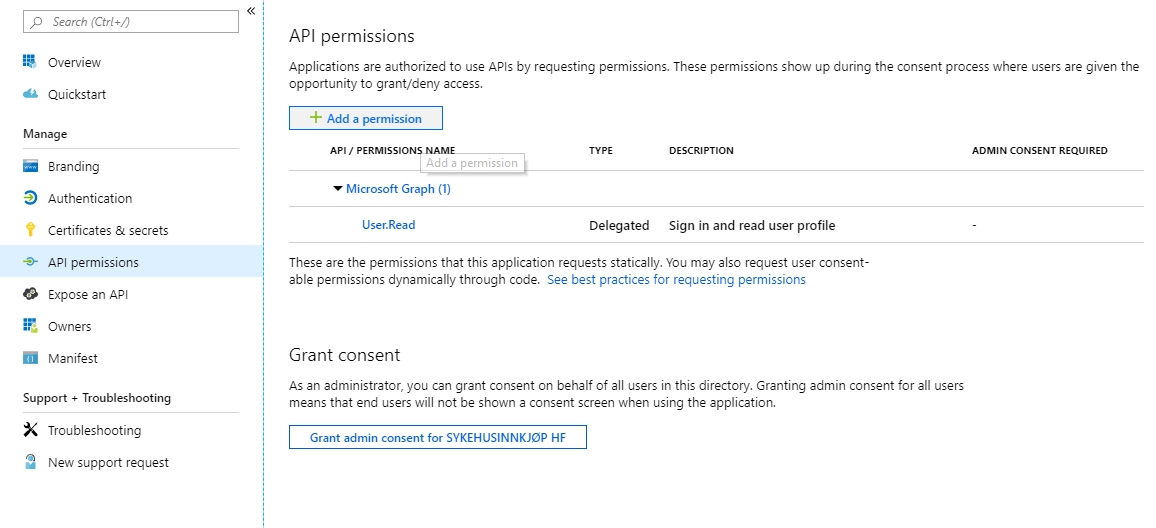 Search (Ctrl+/)
«
Overview
Quickstart
Manage
Branding
Authentication
Certificates & secrets
API permissions
Expose an API
Owners
Manifest
Support + Troubleshooting
Troubleshooting
New support request
API permissions
Applications are authorized to use APIs by requesting permissions. These permissions show up during the consent process where users are given the
opportunity to grant/deny access.
+ Add a permission
API / PERMISSIONS NAME TYPE DESCRIPTION ADMIN CONSENT REQUIRED
Add a permission
Microsoft Graph (1)
User.Read Delegated Sign in and read user profile -
These are the permissions that this application requests statically. You may also request user consent-
able permissions dynamically through code. See best practices for requesting permissions
Grant consent
As an administrator, you can grant consent on behalf of all users in this directory. Granting admin consent for all users
means that end users will not be shown a consent screen when using the application.
Grant admin consent for SYKEHUSINNKJØP HF